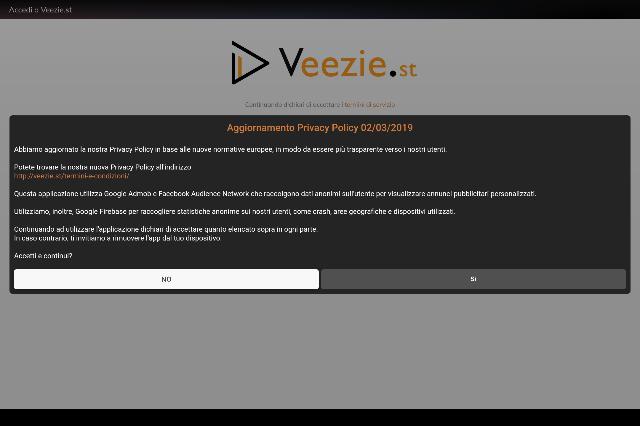 Accedi a Veezie.st
Veezie.st
Continuando dichiari di accettare i termini di servizio
Aggiornamento Privacy Policy 02/03/2019
Abbiamo aggiornato la nostra Privacy Policy in base alle nuove normative europee, in modo da essere più trasparente verso i nostri utenti.
Potete trovare la nostra nuova Privacy Policy all'indirizzo
http://veezie.st/termini-e-condizioni/
Questa applicazione utilizza Google Admob e Facebook Audience Network che raccolgono dati anonimi sull'utente per visualizzare annunci pubblicitari personalizzati.
Utilizziamo, inoltre, Google Firebase per raccogliere statistiche anonime sui nostri utenti, come crash, aree geografiche e dispositivi utilizzati.
Continuando ad utilizzare l'applicazione dichiari di accettare quanto elencato sopra in ogni parte.
In caso contrario, ti invitiamo a rimuovere l'app dal tuo dispositivo.
Accetti e continui?
NO
Sì